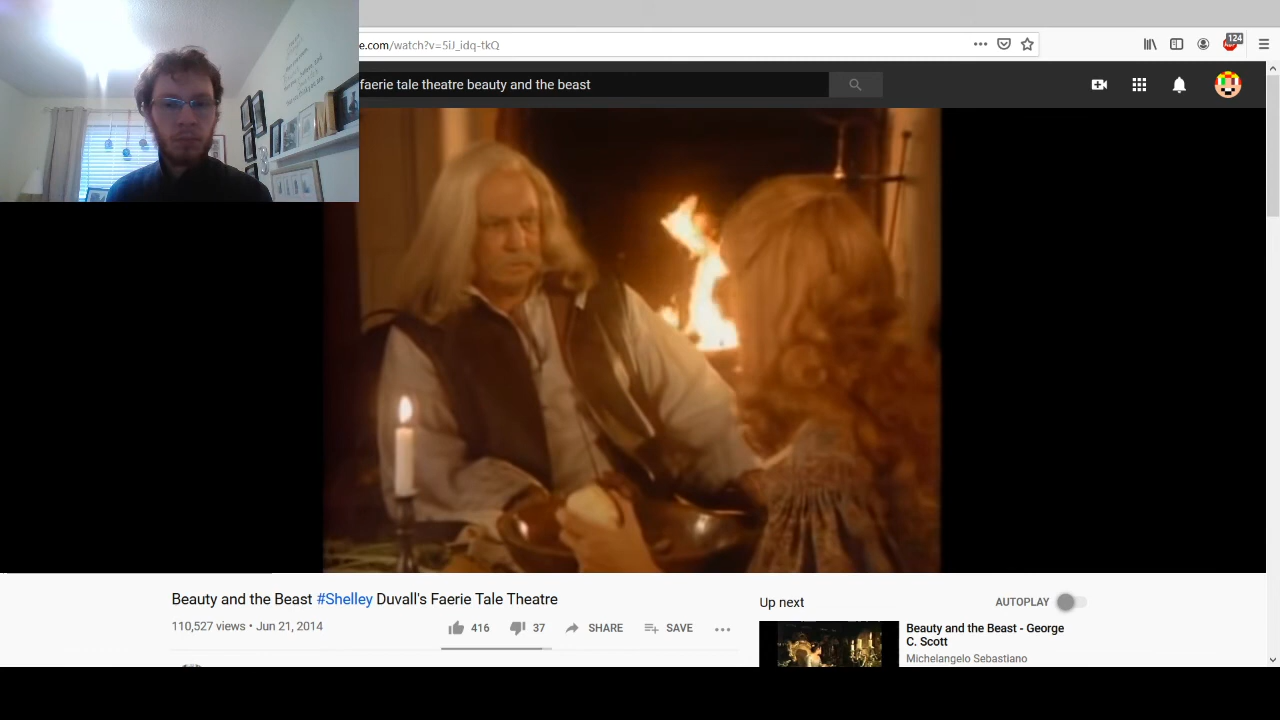 e.com/watch?v=5iJ_idq-tkQ
124
faerie tale theatre beauty and the beast
Beauty and the Beast #Shelley Duvall's Faerie Tale Theatre
110,527 views • Jun 21, 2014
416
37
SHARE
SAVE
Up next
AUTOPLAY
Beauty and the Beast - George
C. Scott
Michelangelo Sebastiano